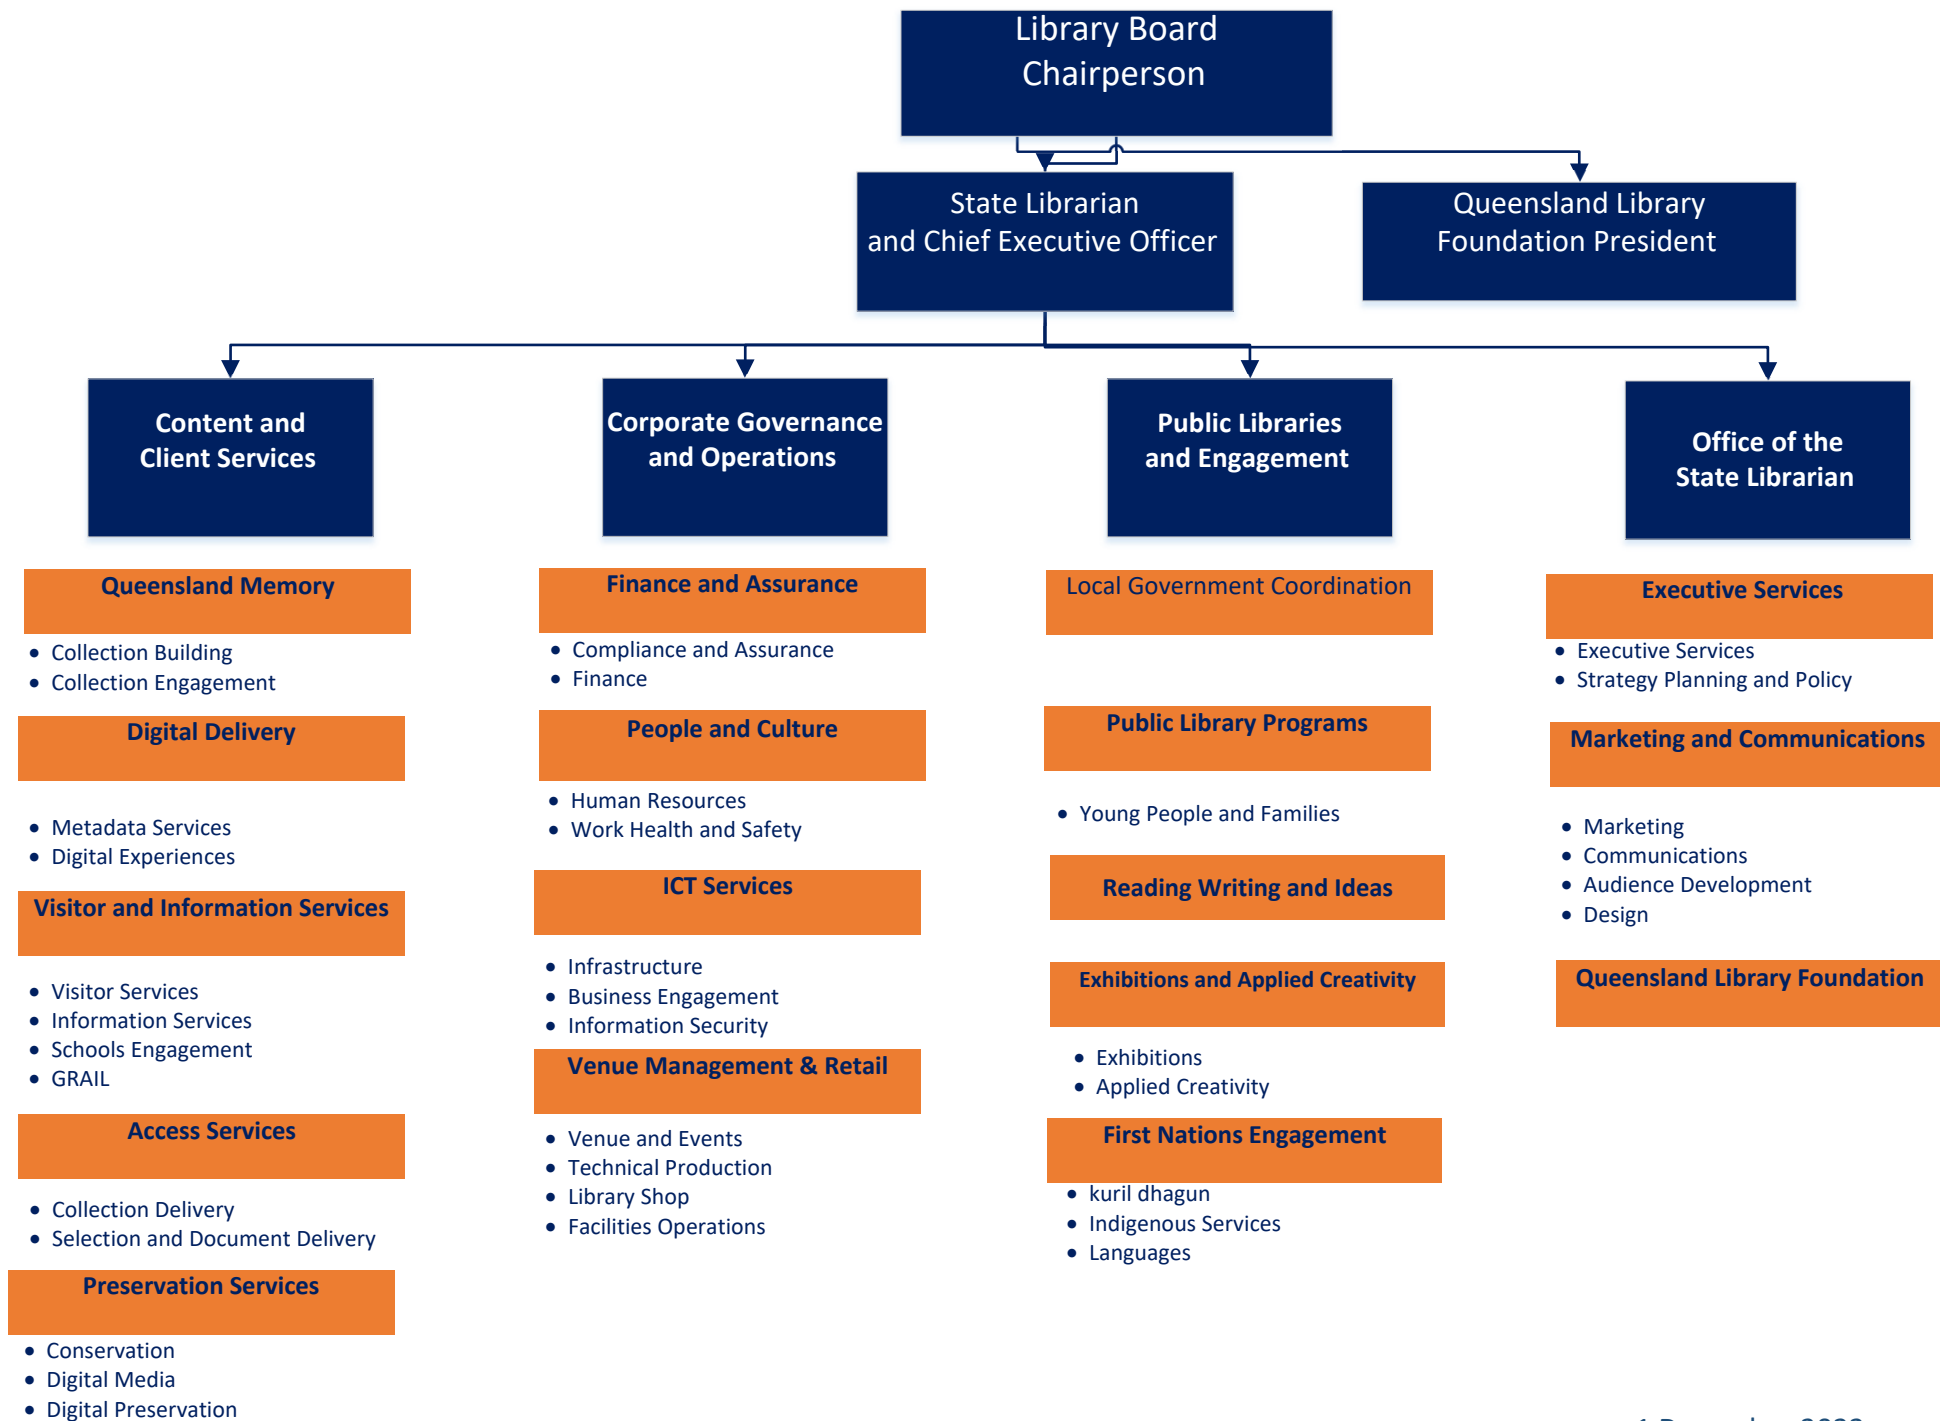 Library Board
Chairperson
State Librarian
and Chief Executive Officer
Queensland Library
Foundation President
Content and
Client Services
Corporate Governance
and Operations
Public Libraries
and Engagement
Office of the
State Librarian
Queensland Memory
• Collection Building
• Collection Engagement
Digital Delivery
• Metadata Services
• Digital Experiences
Visitor and Information Services
• Visitor Services
• Information Services
• Schools Engagement
• GRAIL
Access Services
• Collection Delivery
• Selection and Document Delivery
Preservation Services
• Conservation
• Digital Media
• Digital Preservation
Finance and Assurance
• Compliance and Assurance
• Finance
People and Culture
• Human Resources
• Work Health and Safety
ICT Services
• Infrastructure
• Business Engagement
• Information Security
Venue Management & Retail
• Venue and Events
• Technical Production
• Library Shop
• Facilities Operations
Local Government Coordination
Public Library Programs
• Young People and Families
Reading Writing and Ideas
Exhibitions and Applied Creativity
• Exhibitions
• Applied Creativity
First Nations Engagement
• kuril dhagun
• Indigenous Services
• Languages
Executive Services
• Executive Services
• Strategy Planning and Policy
Marketing and Communications
• Marketing
• Communications
• Audience Development
• Design
Queensland Library Foundation